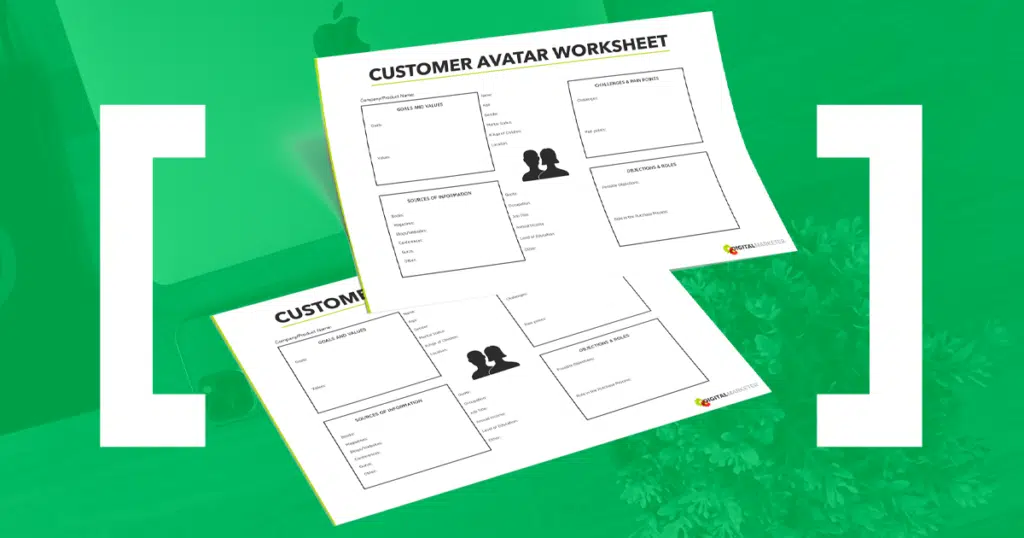 CUSTOMER AVATAR WORKSHEET
Company/Product Name:
GOALS AND VALUES
Goals:
Values:
Name:
Age:
Gender:
Marital Status:
#/Age of Children:
Location:
CHALLENGES & PAIN POINTS
Challenges:
Pain points:
SOURCES OF INFORMATION
Books:
Magazines:
Blogs/Websites:
Conferences:
Gurus:
Other:
Quote:
Occupation:
Job Title:
Annual Income:
Level of Education:
Other:
OBJECTIONS & ROLES
Possible Objections:
Role in the Purchase Process:
DIGITALMARKETER
CUSTOM
Company/Product Name:
GOALS AND VALUES
Goals:
Values:
Name:
Age:
Gender:
Marital Status:
#/Age of Children:
Location:
Challenges:
Pain points:
SOURCES OF INFORMATION
Books:
Magazines:
Blogs/Websites:
Conferences:
Gurus:
Other:
Quote:
Occupation:
Job Title:
Annual Income:
Level of Education:
Other:
OBJECTIONS & ROLES
Possible Objections:
Role in the Purchase Process:
DIGITALMARKETER